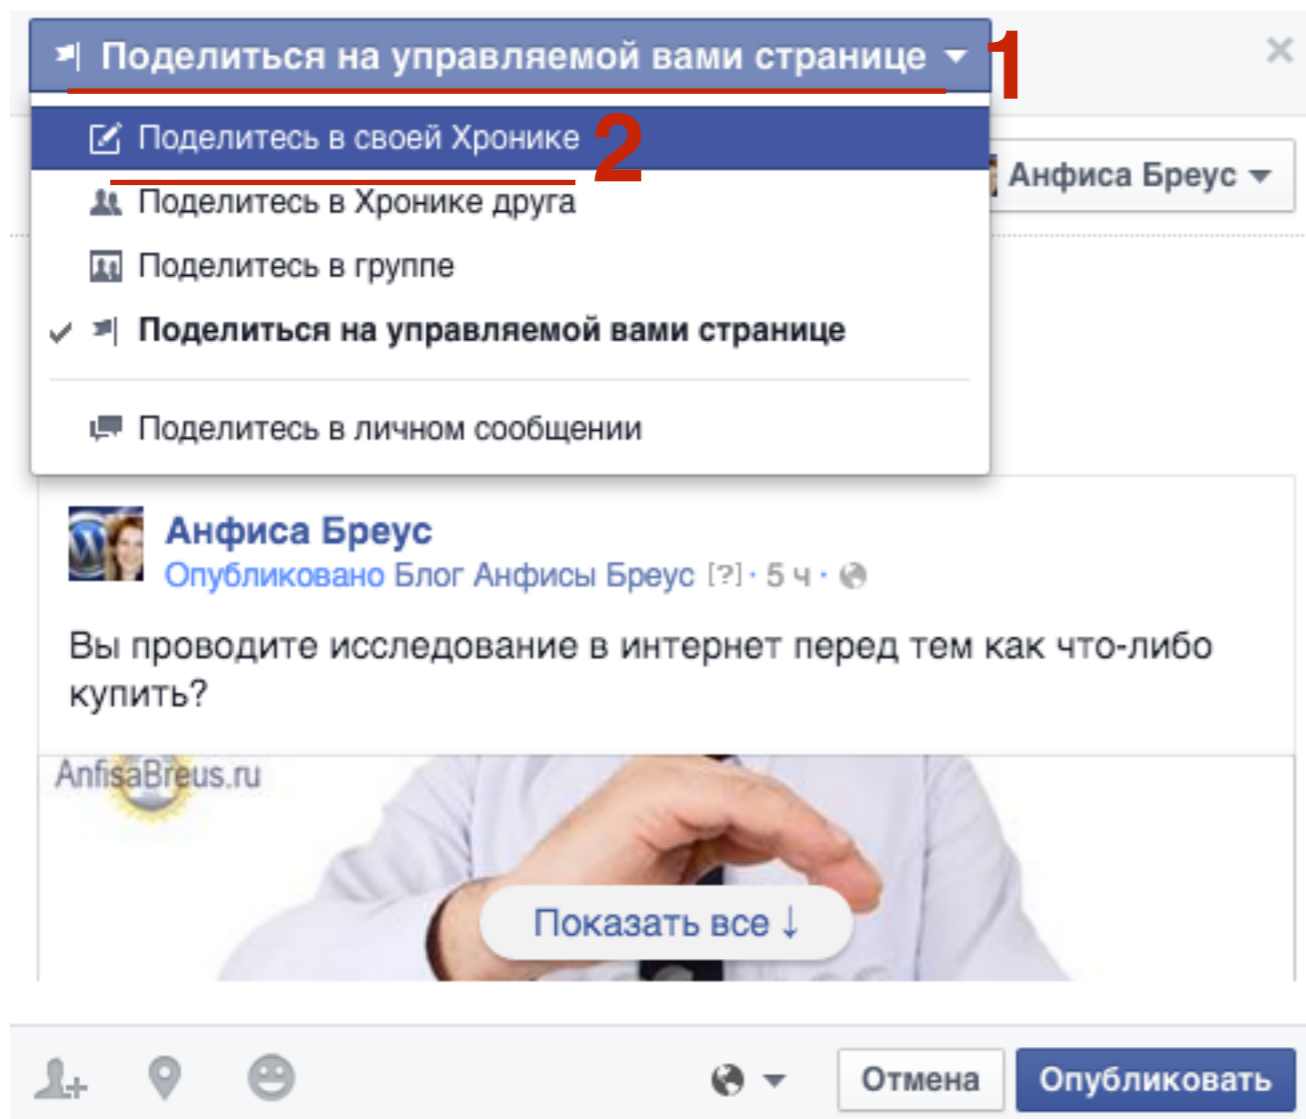 Поделиться на управляемой вами странице
1
Поделитесь в своей Хронике
2
Анфиса Бреус
Поделитесь в Хронике друга
Поделитесь в группе
Поделиться на управляемой вами странице
Поделитесь в личном сообщении
Анфиса Бреус
Опубликовано Блог Анфисы Бреус [?] · 5 ч ·
Вы проводите исследование в интернет перед тем как что-либо
купить?
AnfisaBreus.ru
Показать все ↓
Отмена
Опубликовать